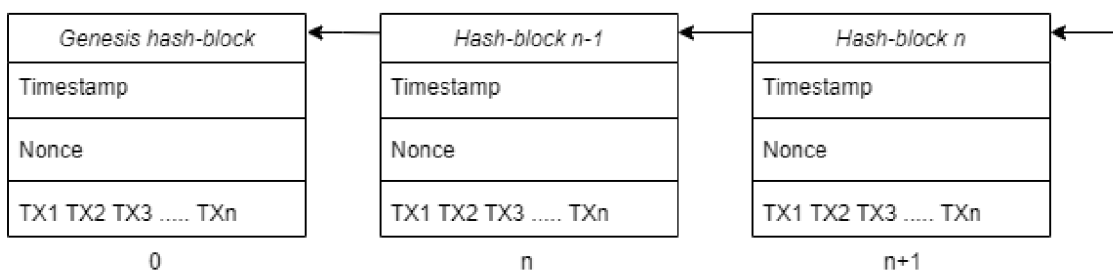 Genesis hash-block
Timestamp
Nonce
TX1 TX2 TX3 ..... TXn
0
Hash-block n-1
Timestamp
Nonce
TX1 TX2 TX3 ..... TXn
n
Hash-block n
Timestamp
Nonce
TX1 TX2 TX3 ..... TXn
n+1